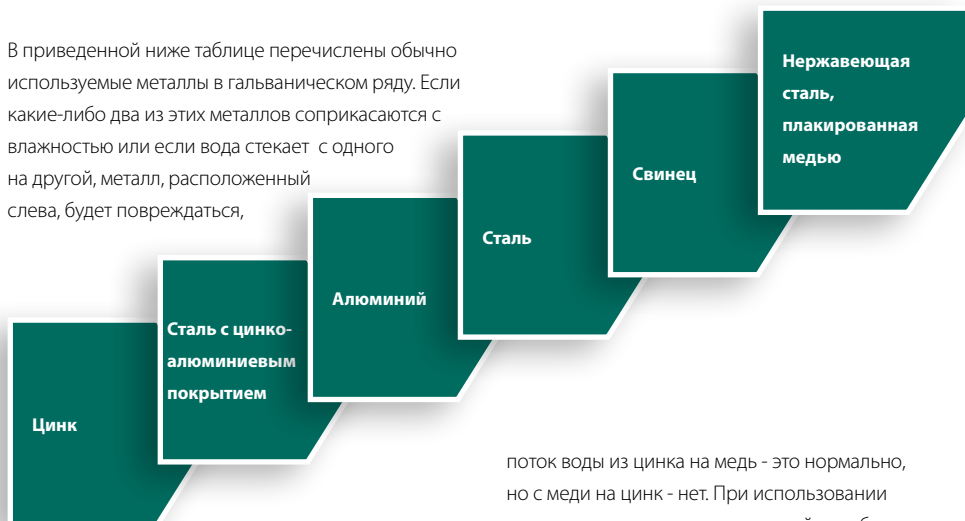 В приведенной ниже таблице перечислены обычно
используемые металлы в гальваническом ряду. Если
какие-либо два из этих металлов соприкасаются с
влажностью или если вода стекает с одного
на другой, металл, расположенный
слева, будет повреждаться,
Цинк
Сталь с цинко-
алюминиевым
покрытием
Алюминий
Сталь
Свинец
Нержавеющая
сталь,
плакированная
медью
поток воды из цинка на медь - это нормально,
но с меди на цинк - нет. При использовании